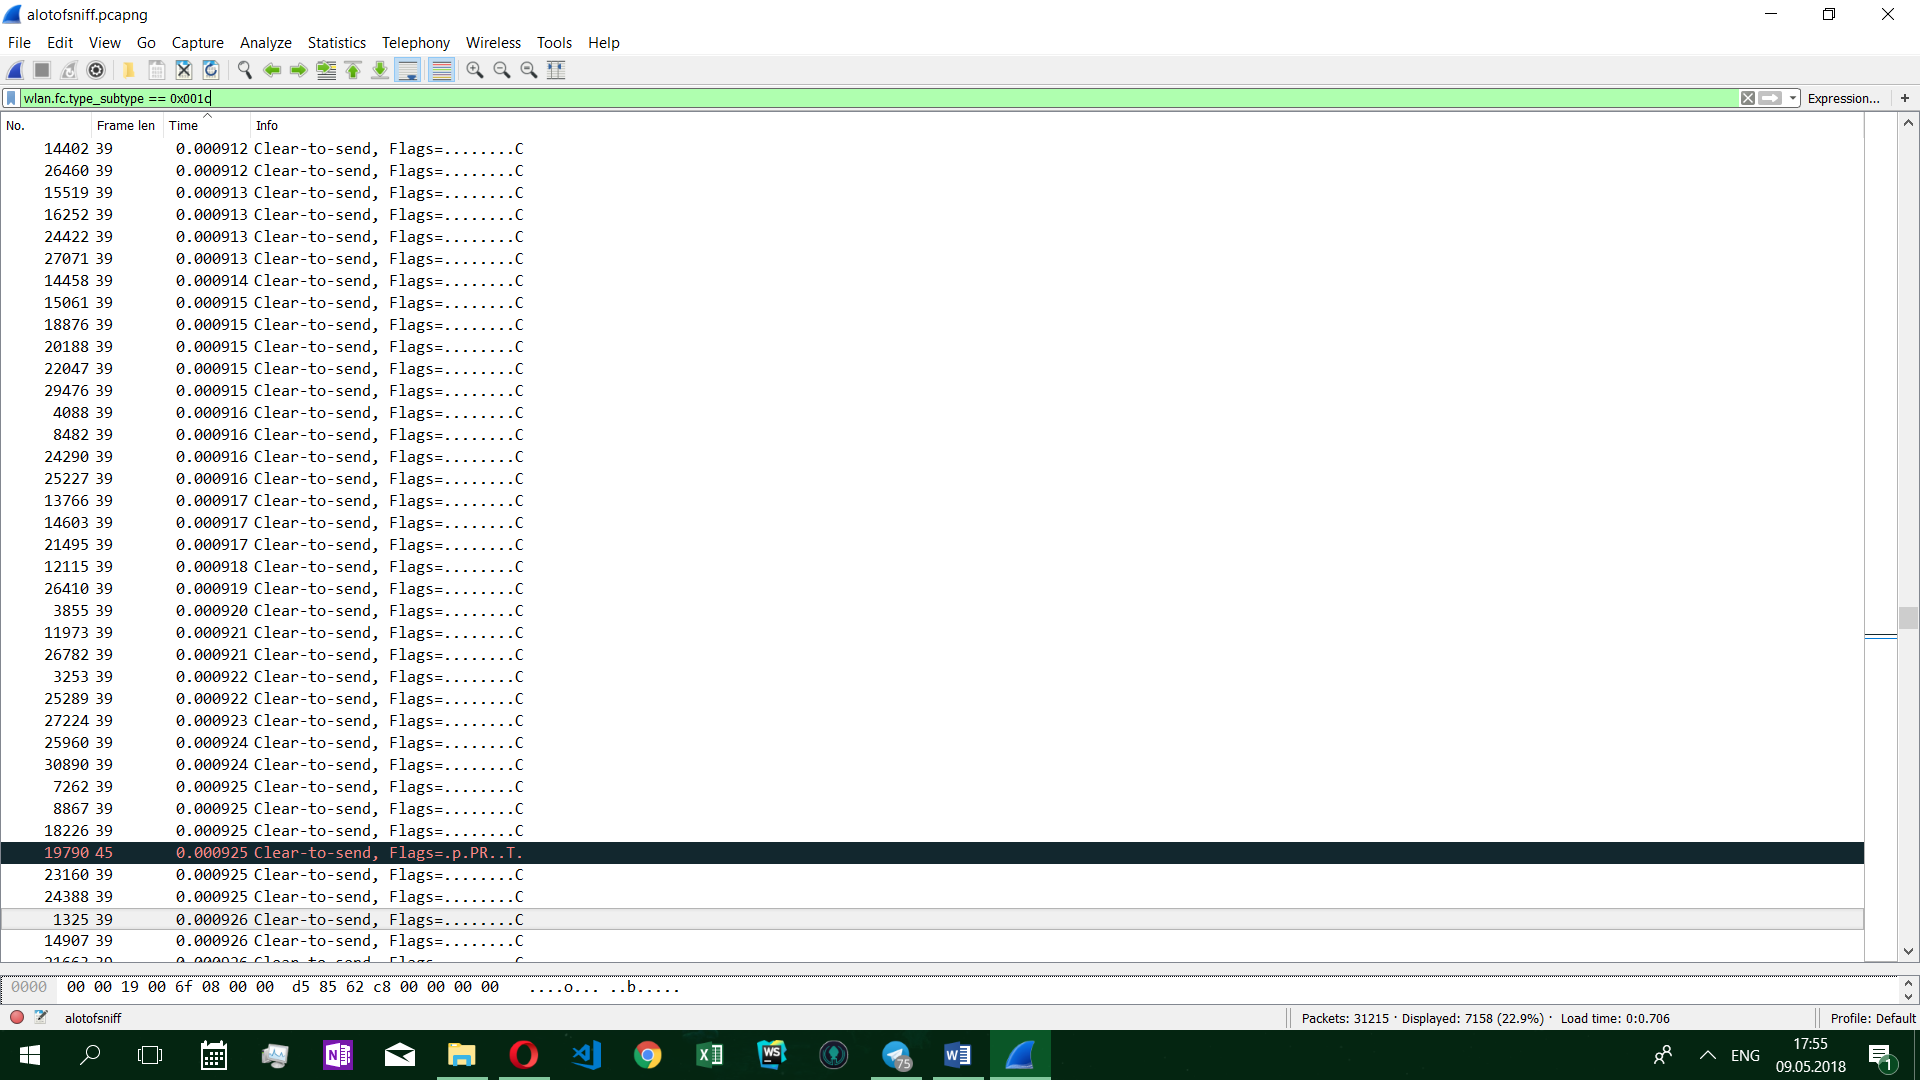 alotofsniff.pcapng
File Edit View Go Capture Analyze Statistics Telephony Wireless Tools Help
wlan.fc.type_subtype == 0x001c Expression... +
No. Frame len Time Info
14402 39 0.000912 Clear-to-send, Flags=........C
26460 39 0.000912 Clear-to-send, Flags=........C
15519 39 0.000913 Clear-to-send, Flags=........C
16252 39 0.000913 Clear-to-send, Flags=........C
24422 39 0.000913 Clear-to-send, Flags=........C
27071 39 0.000913 Clear-to-send, Flags=........C
14458 39 0.000914 Clear-to-send, Flags=........C
15061 39 0.000915 Clear-to-send, Flags=........C
18876 39 0.000915 Clear-to-send, Flags=........C
20188 39 0.000915 Clear-to-send, Flags=........C
22047 39 0.000915 Clear-to-send, Flags=........C
29476 39 0.000915 Clear-to-send, Flags=........C
4088 39 0.000916 Clear-to-send, Flags=........C
8482 39 0.000916 Clear-to-send, Flags=........C
24290 39 0.000916 Clear-to-send, Flags=........C
25227 39 0.000916 Clear-to-send, Flags=........C
13766 39 0.000917 Clear-to-send, Flags=........C
14603 39 0.000917 Clear-to-send, Flags=........C
21495 39 0.000917 Clear-to-send, Flags=........C
12115 39 0.000918 Clear-to-send, Flags=........C
26410 39 0.000919 Clear-to-send, Flags=........C
3855 39 0.000920 Clear-to-send, Flags=........C
11973 39 0.000921 Clear-to-send, Flags=........C
26782 39 0.000921 Clear-to-send, Flags=........C
3253 39 0.000922 Clear-to-send, Flags=........C
25289 39 0.000922 Clear-to-send, Flags=........C
27224 39 0.000923 Clear-to-send, Flags=........C
25960 39 0.000924 Clear-to-send, Flags=........C
30890 39 0.000924 Clear-to-send, Flags=........C
7262 39 0.000925 Clear-to-send, Flags=........C
8867 39 0.000925 Clear-to-send, Flags=........C
18226 39 0.000925 Clear-to-send, Flags=........C
19790 45 0.000925 Clear-to-send, Flags=.p.PR..T.
23160 39 0.000925 Clear-to-send, Flags=........C
24388 39 0.000925 Clear-to-send, Flags=........C
1325 39 0.000926 Clear-to-send, Flags=........C
14907 39 0.000926 Clear-to-send, Flags=........C
21663 39 0.000926 Clear-to-send, Flags=........C
0000 00 00 19 00 6f 08 00 00 d5 85 62 c8 00 00 00 00 ....o... ..b.....
alotofsniff Packets: 31215 · Displayed: 7158 (22.9%) · Load time: 0:0.706 Profile: Default
75 ENG 17:55
09.05.2018 1